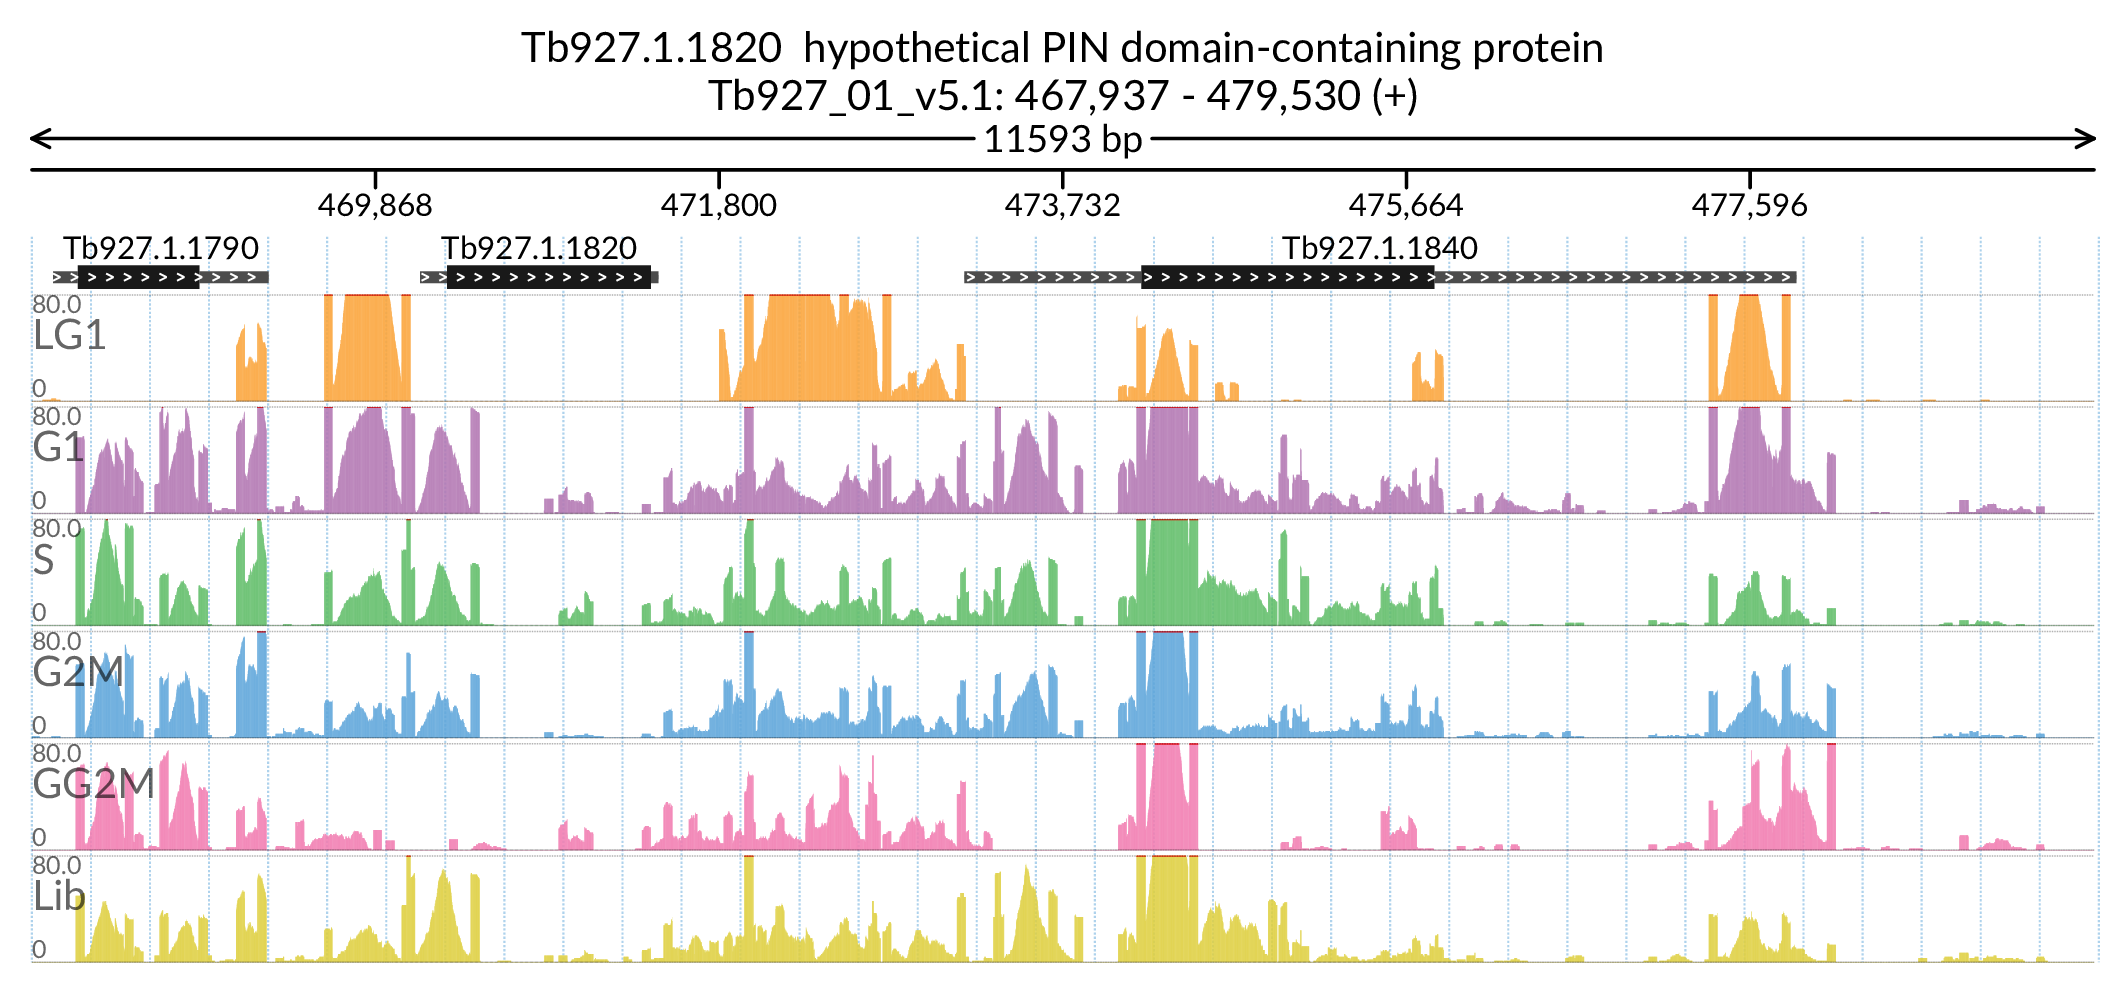 Tb927.1.1820  hypothetical PIN domain-containing protein
Tb927_01_v5.1: 467,937 - 479,530 (+)
11593 bp
469,868 471,800 473,732 475,664 477,596
Tb927.1.1790 Tb927.1.1820 Tb927.1.1840
80.0
LG1
0
80.0
G1
0
80.0
S
0
80.0
G2M
0
80.0
GG2M
0
80.0
Lib
0